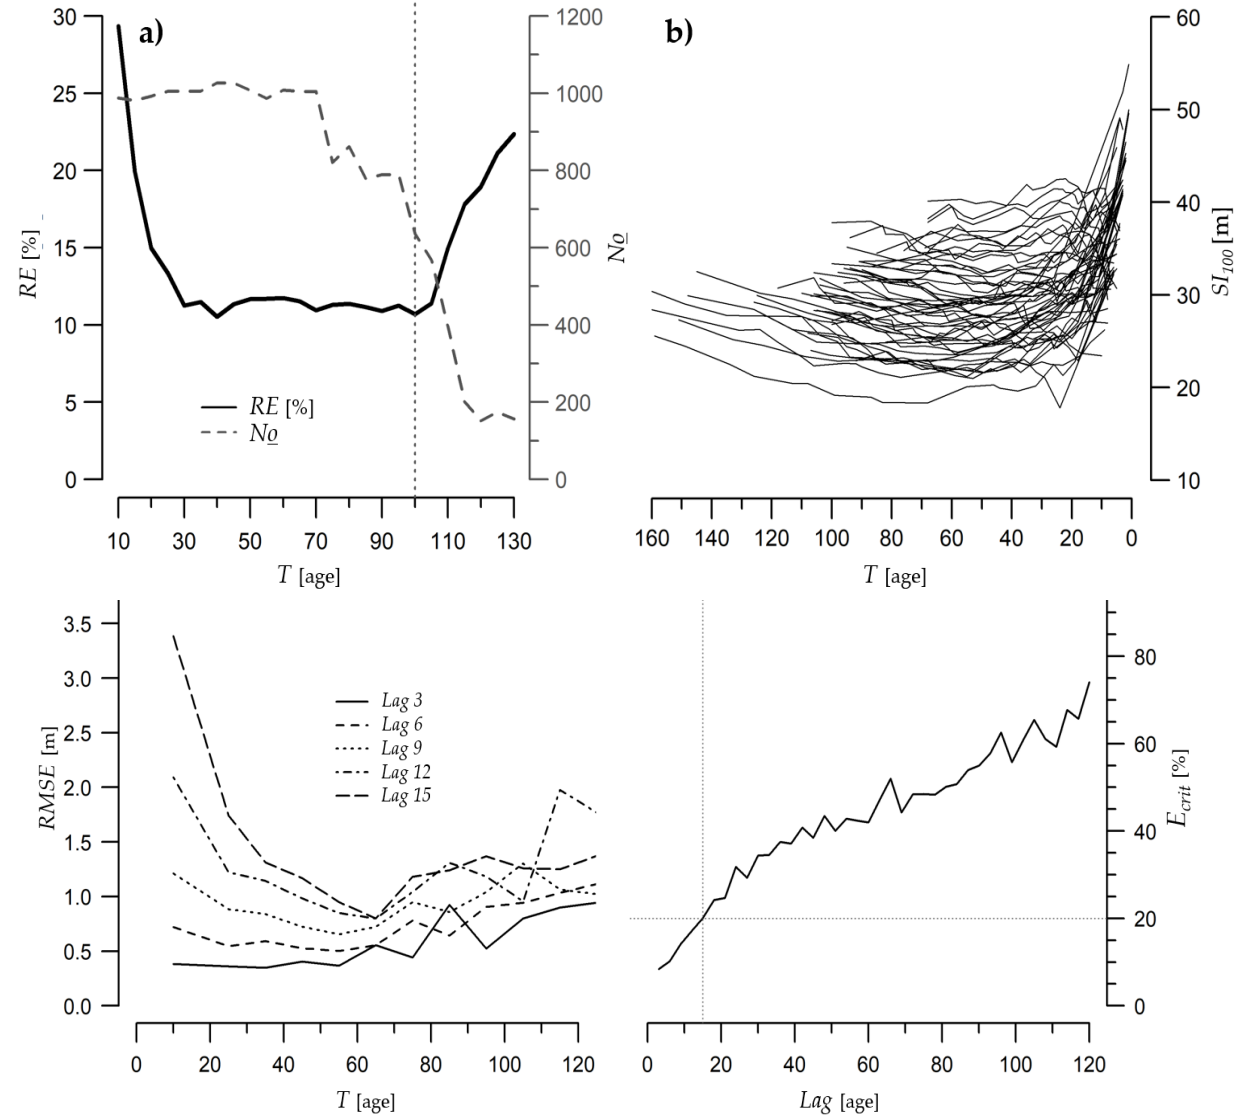 a)
30
25
20
15
10
5
0
RE [%]
1200
1000
800
600
400
200
0
No
RE [%]
No
10 30 50 70 90 110 130
T [age]
b)
60
50
40
30
20
10
SI100 [m]
160 140 120 100 80 60 40 20 0
T [age]
3.5
3.0
2.5
2.0
1.5
1.0
0.5
0.0
RMSE [m]
Lag 3
Lag 6
Lag 9
Lag 12
Lag 15
0 20 40 60 80 100 120
T [age]
80
60
40
20
0
Ecrit [%]
0 20 40 60 80 100 120
Lag [age]